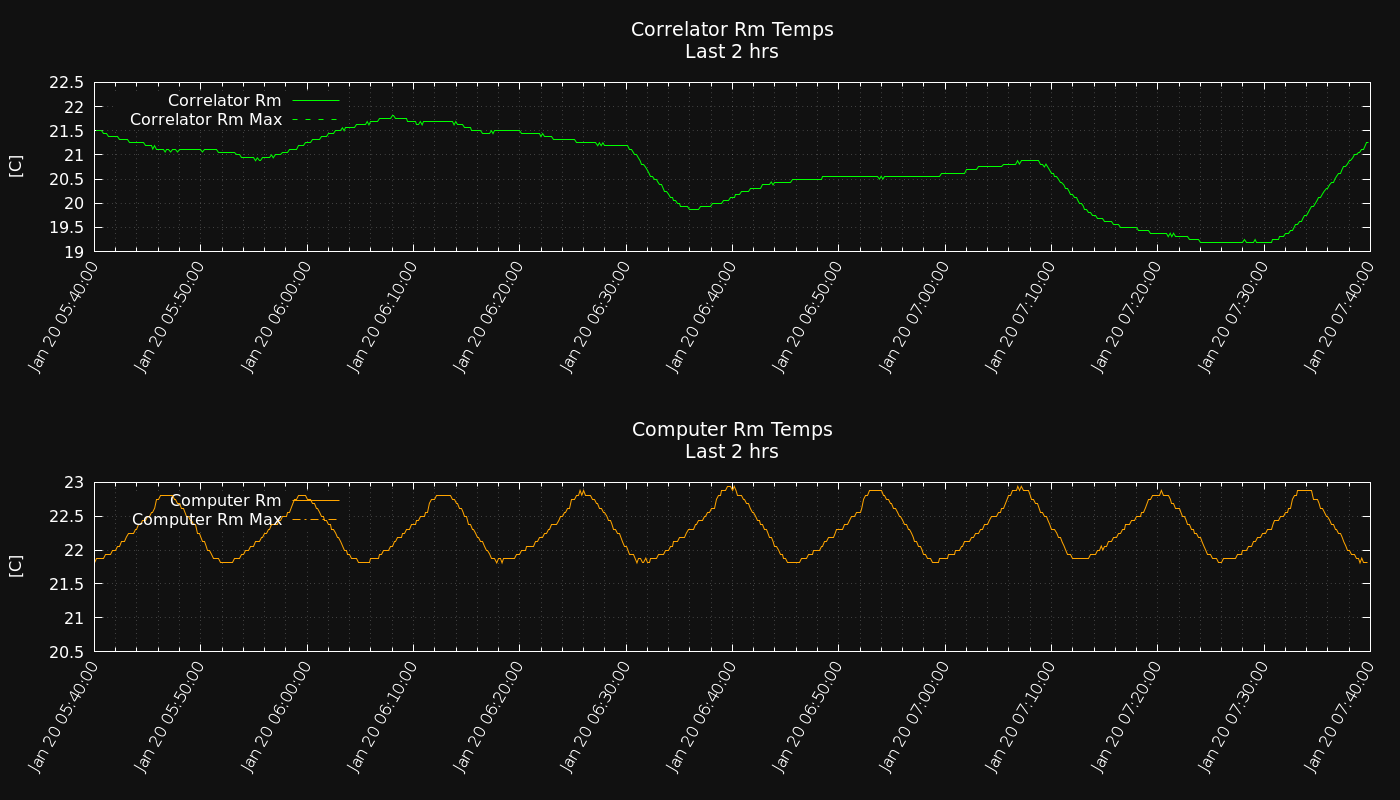 Correlator Rm Temps
Last 2 hrs
[C]
22.5
22
21.5
21
20.5
20
19.5
19
Correlator Rm
Correlator Rm Max
Jan 20 05:40:00
Jan 20 05:50:00
Jan 20 06:00:00
Jan 20 06:10:00
Jan 20 06:20:00
Jan 20 06:30:00
Jan 20 06:40:00
Jan 20 06:50:00
Jan 20 07:00:00
Jan 20 07:10:00
Jan 20 07:20:00
Jan 20 07:30:00
Jan 20 07:40:00
Computer Rm Temps
Last 2 hrs
[C]
23
22.5
22
21.5
21
20.5
Computer Rm
Computer Rm Max
Jan 20 05:40:00
Jan 20 05:50:00
Jan 20 06:00:00
Jan 20 06:10:00
Jan 20 06:20:00
Jan 20 06:30:00
Jan 20 06:40:00
Jan 20 06:50:00
Jan 20 07:00:00
Jan 20 07:10:00
Jan 20 07:20:00
Jan 20 07:30:00
Jan 20 07:40:00